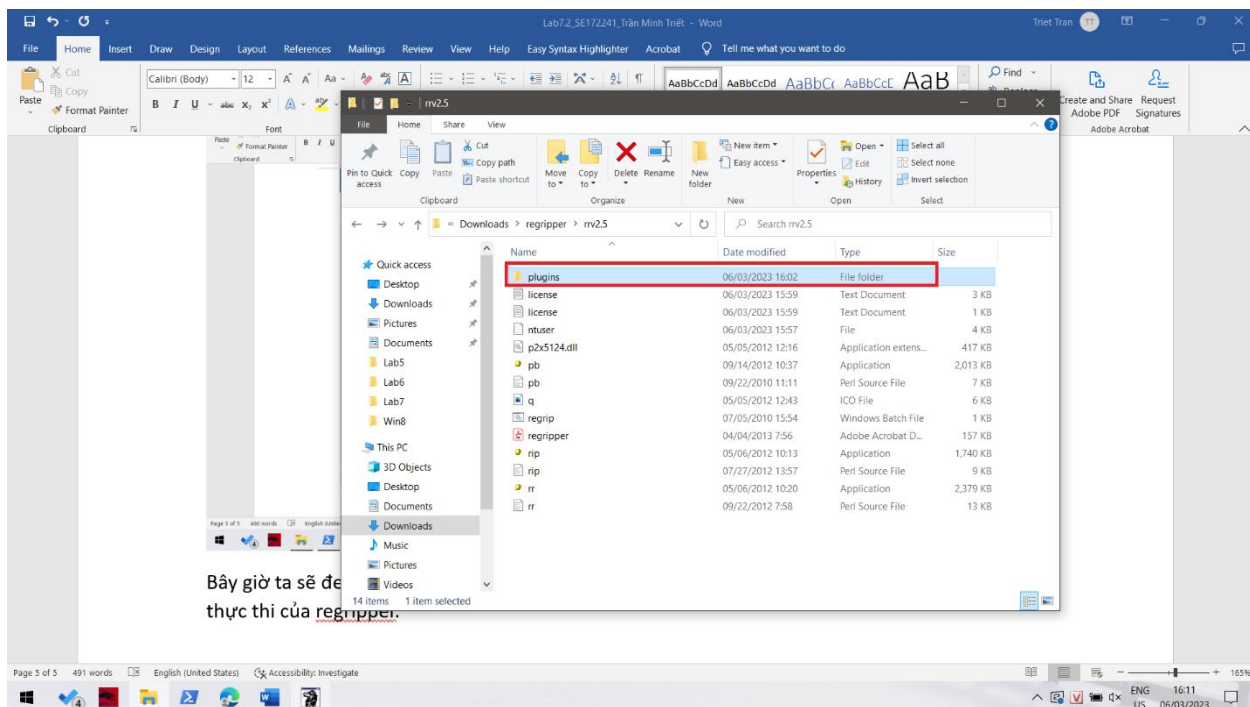 Lab7.2_SE172241_Trần Minh Triết - Word
Triet Tran
TT
File Home Insert Draw Design Layout References Mailings Review View Help Easy Syntax Highlighter Acrobat Tell me what you want to do
Cut
Copy
Format Painter
Paste
Clipboard
Calibri (Body) 12
Font
AaBbCcDd AaBbCcDd AaBbCc AaBbCcE AaB
Find
Replace
Create and Share Adobe PDF
Request Signatures
Adobe Acrobat
Paste Format Painter B I U
Clipboard
rrv2.5
File Home Share View
Pin to Quick access
Copy
Paste
Cut
Copy path
Paste shortcut
Move to
Copy to
Delete
Rename
New folder
New item
Easy access
Properties
Open
Edit
History
Select all
Select none
Invert selection
Clipboard Organize New Open Select
« Downloads > regripper > rrv2.5
Search rrv2.5
Quick access
Desktop
Downloads
Pictures
Documents
Lab5
Lab6
Lab7
Win8
This PC
3D Objects
Desktop
Documents
Downloads
Music
Pictures
Videos
Name Date modified Type Size
plugins 06/03/2023 16:02 File folder
license 06/03/2023 15:59 Text Document 3 KB
license 06/03/2023 15:59 Text Document 1 KB
ntuser 06/03/2023 15:57 File 4 KB
p2x5124.dll 05/05/2012 12:16 Application extens... 417 KB
pb 09/14/2012 10:37 Application 2,013 KB
pb 09/22/2010 11:11 Perl Source File 7 KB
q 05/05/2012 12:43 ICO File 6 KB
regrip 07/05/2010 15:54 Windows Batch File 1 KB
regripper 04/04/2013 7:56 Adobe Acrobat D... 157 KB
rip 05/06/2012 10:13 Application 1,740 KB
rip 07/27/2012 13:57 Perl Source File 9 KB
rr 05/06/2012 10:20 Application 2,379 KB
rr 09/22/2012 7:58 Perl Source File 13 KB
14 items 1 item selected
Bây giờ ta sẽ đe
thực thi của regripper.
Page 5 of 5 491 words English (United States) Accessibility: Investigate
165%
4
ENG
US
16:11
06/03/2023